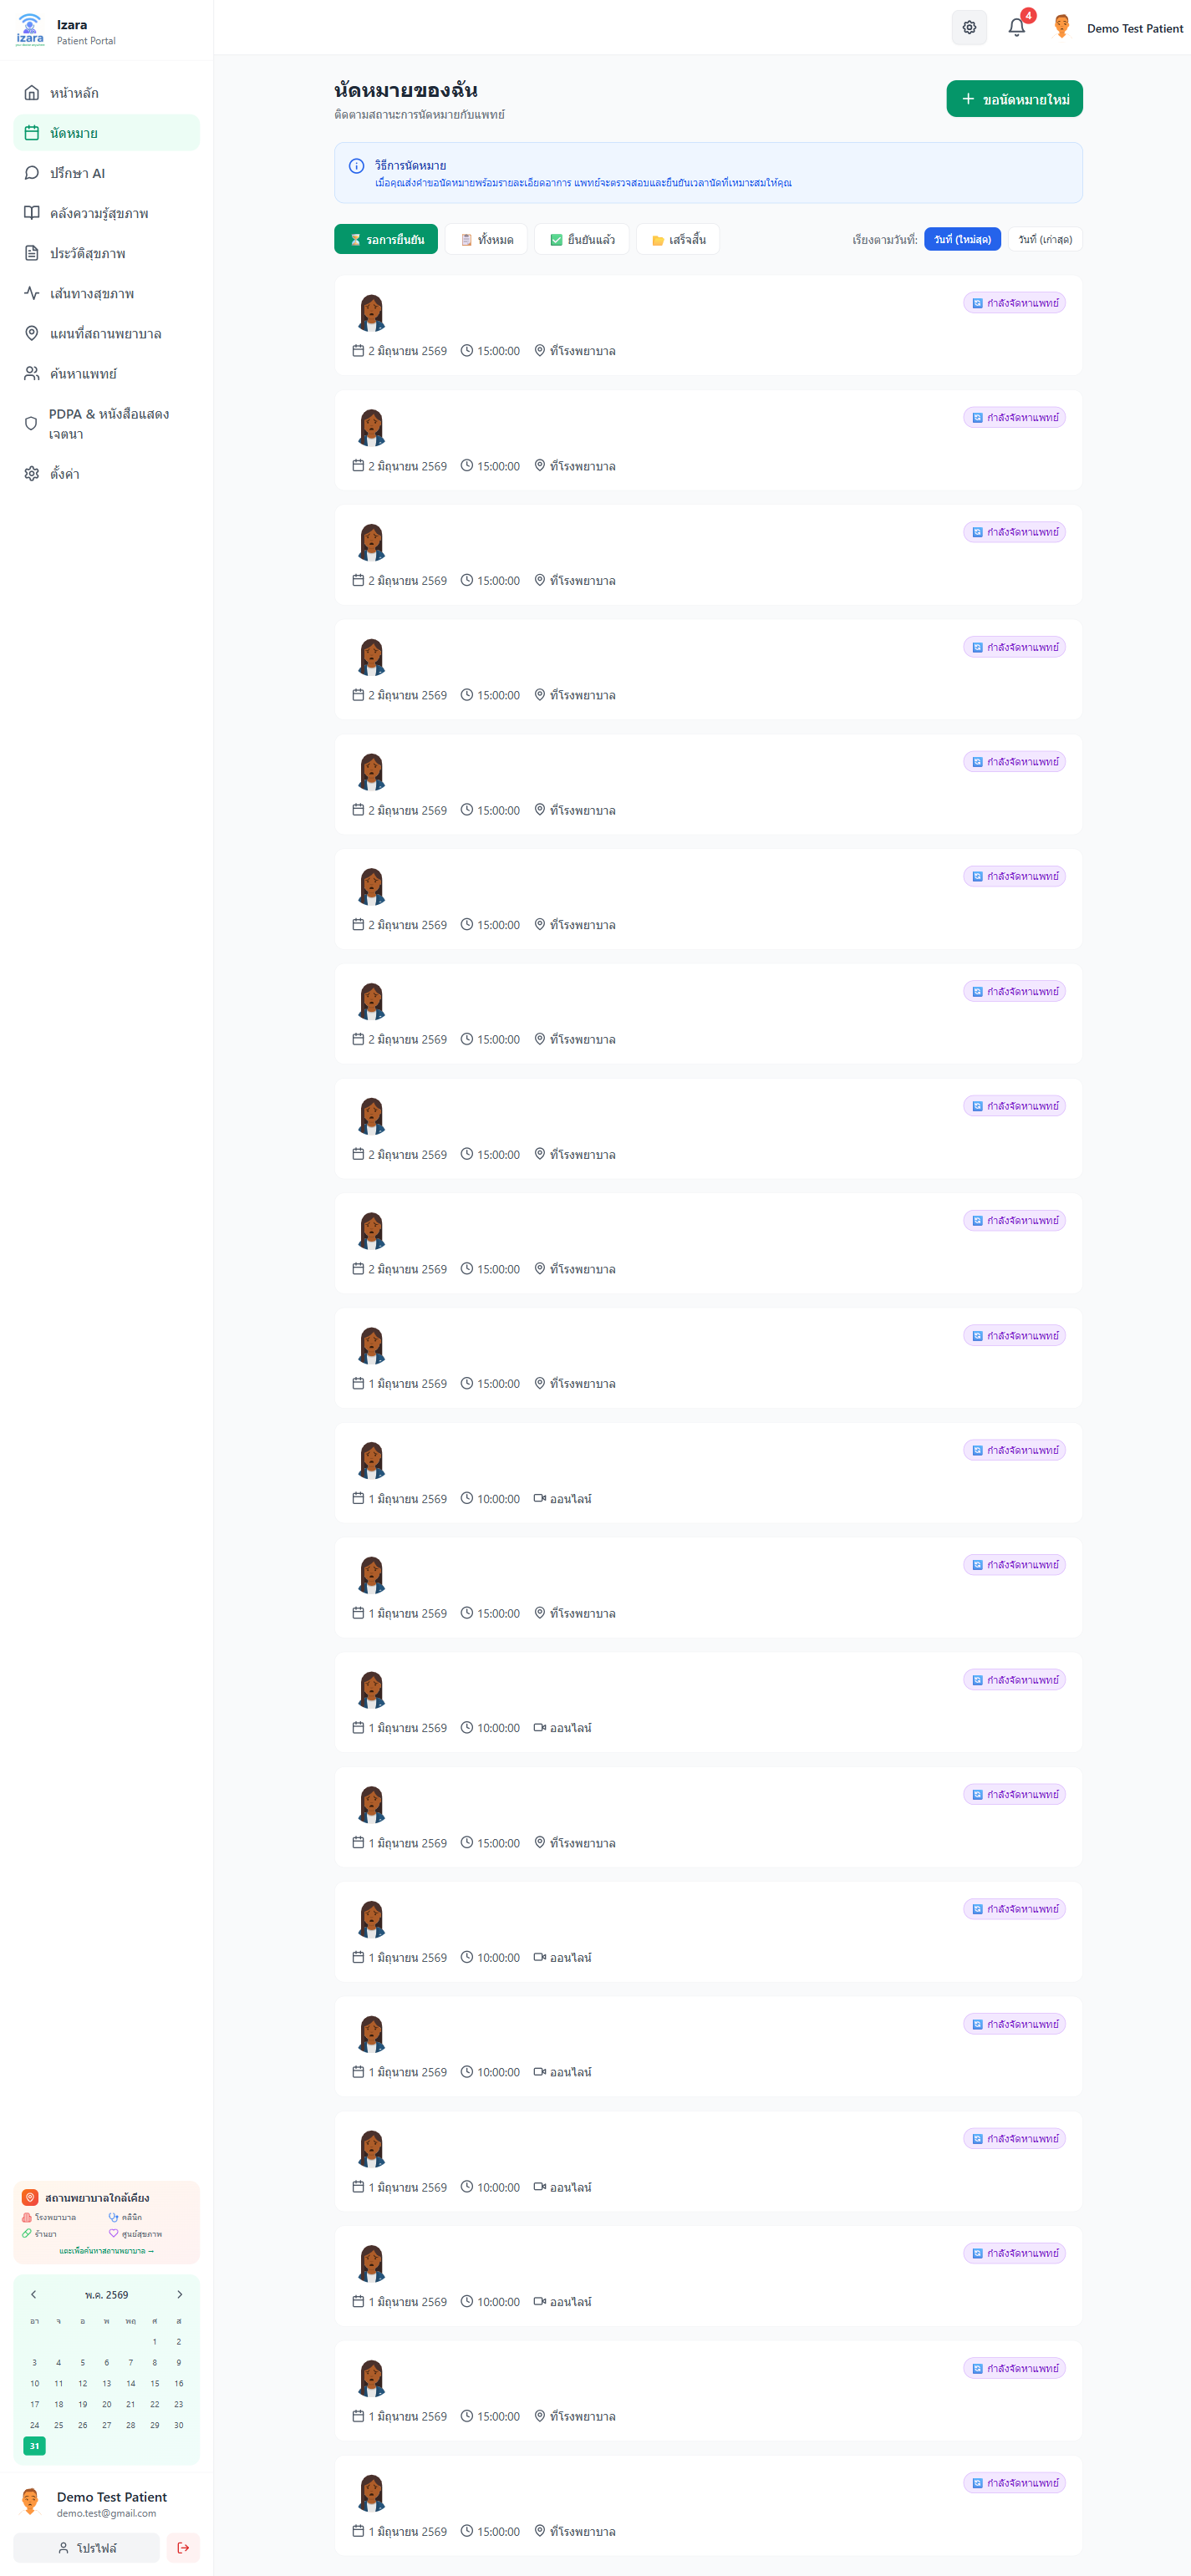 izara
Izara
Patient Portal
4
Demo Test Patient
หน้าหลัก
นัดหมาย
ปรึกษา AI
คลังความรู้สุขภาพ
ประวัติสุขภาพ
เส้นทางสุขภาพ
แผนที่สถานพยาบาล
ค้นหาแพทย์
PDPA & หนังสือแสดง
เจตนา
ตั้งค่า
นัดหมายของฉัน
ติดตามสถานะการนัดหมายกับแพทย์
ขอนัดหมายใหม่
วิธีการนัดหมาย
เมื่อคุณส่งคำขอนัดหมายพร้อมรายละเอียดอาการ แพทย์จะตรวจสอบและยืนยันเวลานัดที่เหมาะสมให้คุณ
รอการยืนยัน ทั้งหมด ยืนยันแล้ว เสร็จสิ้น เรียงตามวันที่: วันที่ (ใหม่สุด) วันที่ (เก่าสุด)
กำลังจัดหาแพทย์
2 มิถุนายน 2569 15:00:00 ที่โรงพยาบาล
กำลังจัดหาแพทย์
2 มิถุนายน 2569 15:00:00 ที่โรงพยาบาล
กำลังจัดหาแพทย์
2 มิถุนายน 2569 15:00:00 ที่โรงพยาบาล
กำลังจัดหาแพทย์
2 มิถุนายน 2569 15:00:00 ที่โรงพยาบาล
กำลังจัดหาแพทย์
2 มิถุนายน 2569 15:00:00 ที่โรงพยาบาล
กำลังจัดหาแพทย์
2 มิถุนายน 2569 15:00:00 ที่โรงพยาบาล
กำลังจัดหาแพทย์
2 มิถุนายน 2569 15:00:00 ที่โรงพยาบาล
กำลังจัดหาแพทย์
2 มิถุนายน 2569 15:00:00 ที่โรงพยาบาล
กำลังจัดหาแพทย์
2 มิถุนายน 2569 15:00:00 ที่โรงพยาบาล
กำลังจัดหาแพทย์
1 มิถุนายน 2569 15:00:00 ที่โรงพยาบาล
กำลังจัดหาแพทย์
1 มิถุนายน 2569 10:00:00 ออนไลน์
กำลังจัดหาแพทย์
1 มิถุนายน 2569 15:00:00 ที่โรงพยาบาล
กำลังจัดหาแพทย์
1 มิถุนายน 2569 10:00:00 ออนไลน์
กำลังจัดหาแพทย์
1 มิถุนายน 2569 15:00:00 ที่โรงพยาบาล
กำลังจัดหาแพทย์
1 มิถุนายน 2569 10:00:00 ออนไลน์
กำลังจัดหาแพทย์
1 มิถุนายน 2569 10:00:00 ออนไลน์
กำลังจัดหาแพทย์
1 มิถุนายน 2569 10:00:00 ออนไลน์
กำลังจัดหาแพทย์
1 มิถุนายน 2569 10:00:00 ออนไลน์
กำลังจัดหาแพทย์
1 มิถุนายน 2569 15:00:00 ที่โรงพยาบาล
กำลังจัดหาแพทย์
1 มิถุนายน 2569 15:00:00 ที่โรงพยาบาล
สถานพยาบาลใกล้เคียง
โรงพยาบาล คลินิก
ร้านยา ศูนย์สุขภาพ
แตะเพื่อค้นหาสถานพยาบาล →
พ.ค. 2569
อา จ อ พ พฤ ศ ส
1 2
3 4 5 6 7 8 9
10 11 12 13 14 15 16
17 18 19 20 21 22 23
24 25 26 27 28 29 30
31
Demo Test Patient
demo.test@gmail.com
โปรไฟล์